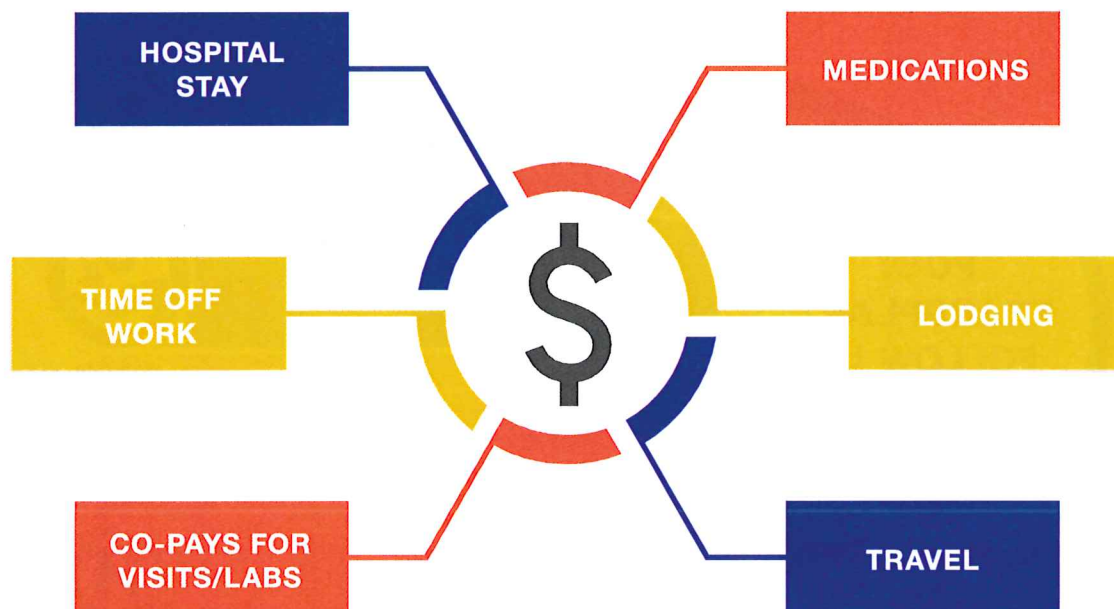 HOSPITAL
STAY
MEDICATIONS
TIME OFF
WORK
$
LODGING
CO-PAYS FOR
VISITS/LABS
TRAVEL